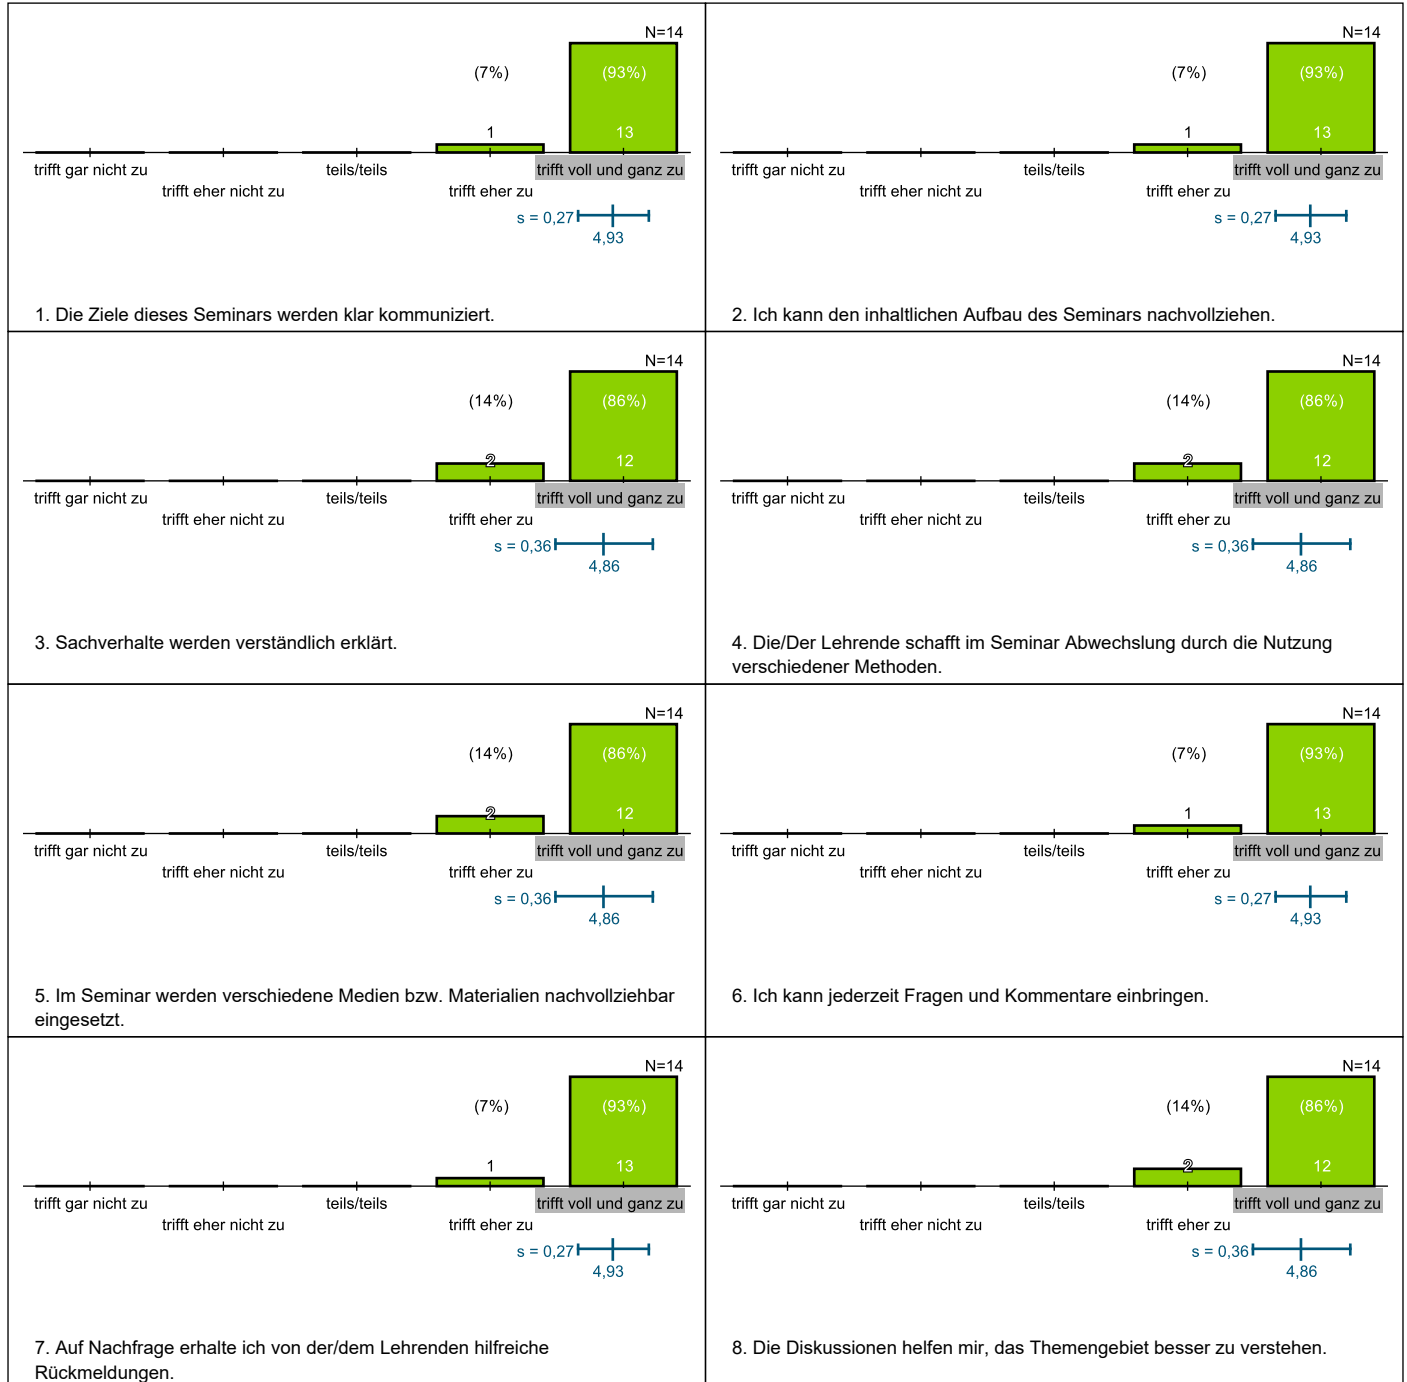 N=14
(7%)
(93%)
1
13
trifft gar nicht zu
teils/teils
trifft voll und ganz zu
trifft eher nicht zu
trifft eher zu
s = 0,27
4,93
1. Die Ziele dieses Seminars werden klar kommuniziert.
N=14
(7%)
(93%)
1
13
trifft gar nicht zu
teils/teils
trifft voll und ganz zu
trifft eher nicht zu
trifft eher zu
s = 0,27
4,93
2. Ich kann den inhaltlichen Aufbau des Seminars nachvollziehen.
N=14
(14%)
(86%)
2
12
trifft gar nicht zu
teils/teils
trifft voll und ganz zu
trifft eher nicht zu
trifft eher zu
s = 0,36
4,86
3. Sachverhalte werden verständlich erklärt.
N=14
(14%)
(86%)
2
12
trifft gar nicht zu
teils/teils
trifft voll und ganz zu
trifft eher nicht zu
trifft eher zu
s = 0,36
4,86
4. Die/Der Lehrende schafft im Seminar Abwechslung durch die Nutzung
verschiedener Methoden.
N=14
(14%)
(86%)
2
12
trifft gar nicht zu
teils/teils
trifft voll und ganz zu
trifft eher nicht zu
trifft eher zu
s = 0,36
4,86
5. Im Seminar werden verschiedene Medien bzw. Materialien nachvollziehbar
eingesetzt.
N=14
(7%)
(93%)
1
13
trifft gar nicht zu
teils/teils
trifft voll und ganz zu
trifft eher nicht zu
trifft eher zu
s = 0,27
4,93
6. Ich kann jederzeit Fragen und Kommentare einbringen.
N=14
(7%)
(93%)
1
13
trifft gar nicht zu
teils/teils
trifft voll und ganz zu
trifft eher nicht zu
trifft eher zu
s = 0,27
4,93
7. Auf Nachfrage erhalte ich von der/dem Lehrenden hilfreiche
Rückmeldungen.
N=14
(14%)
(86%)
2
12
trifft gar nicht zu
teils/teils
trifft voll und ganz zu
trifft eher nicht zu
trifft eher zu
s = 0,36
4,86
8. Die Diskussionen helfen mir, das Themengebiet besser zu verstehen.